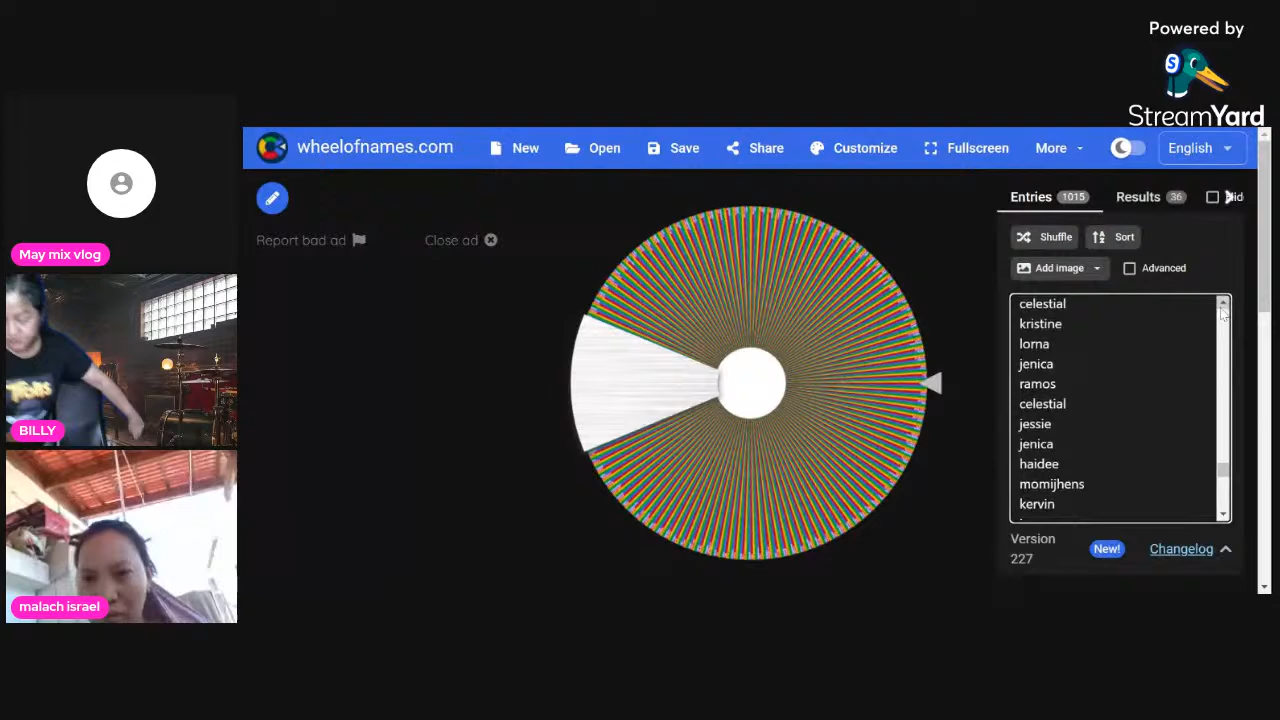 Powered by
StreamYard
wheelofnames.com
New
Open
Save
Share
Customize
Fullscreen
More
English
Report bad ad
Close ad
Entries 1015
Results 36
Shuffle
Sort
Add image
Advanced
celestial
kristine
lorna
jenica
ramos
celestial
jessie
jenica
haidee
momijhens
kervin
Version
227
New!
Changelog
May mix vlog
BILLY
malach israel